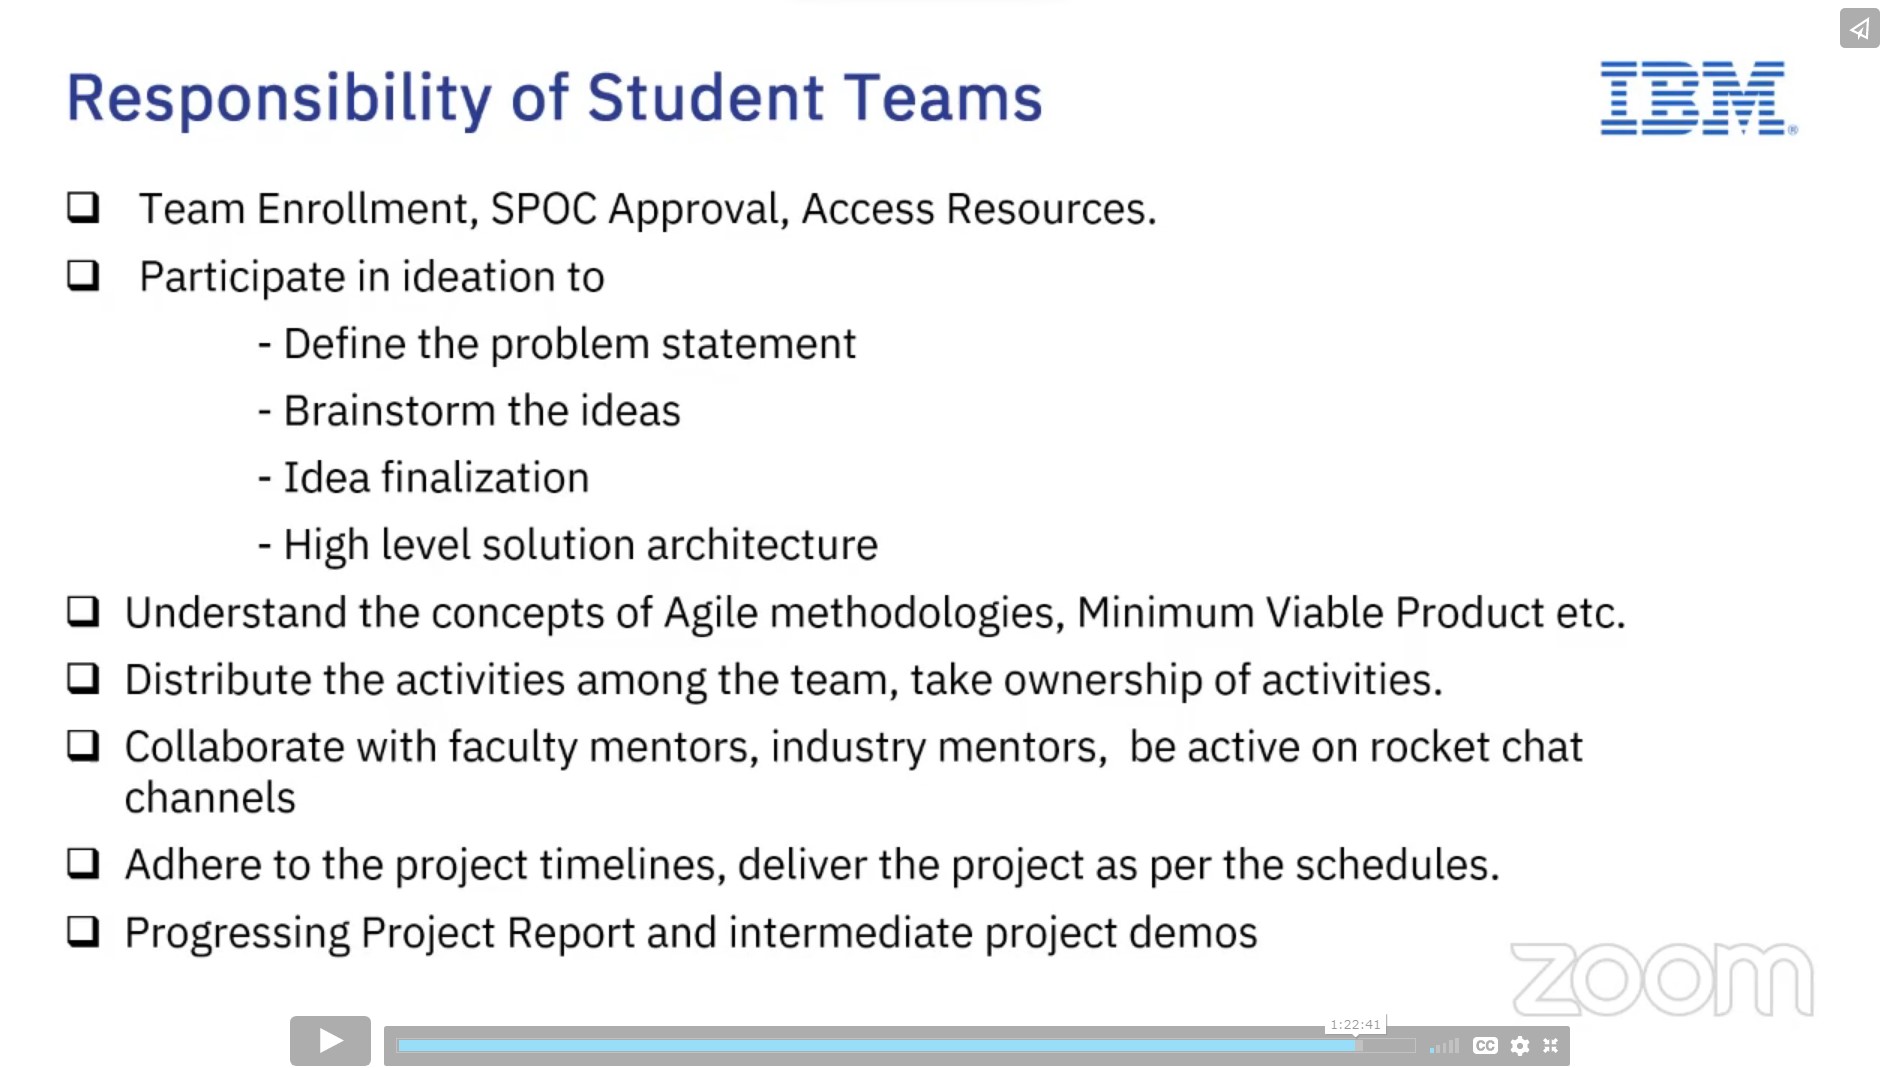 Responsibility of Student Teams
IBM®
❑ Team Enrollment, SPOC Approval, Access Resources.
❑ Participate in ideation to
- Define the problem statement
- Brainstorm the ideas
- Idea finalization
- High level solution architecture
❑ Understand the concepts of Agile methodologies, Minimum Viable Product etc.
❑ Distribute the activities among the team, take ownership of activities.
❑ Collaborate with faculty mentors, industry mentors,  be active on rocket chat
channels
❑ Adhere to the project timelines, deliver the project as per the schedules.
❑ Progressing Project Report and intermediate project demos
zoom
1:22:41
CC